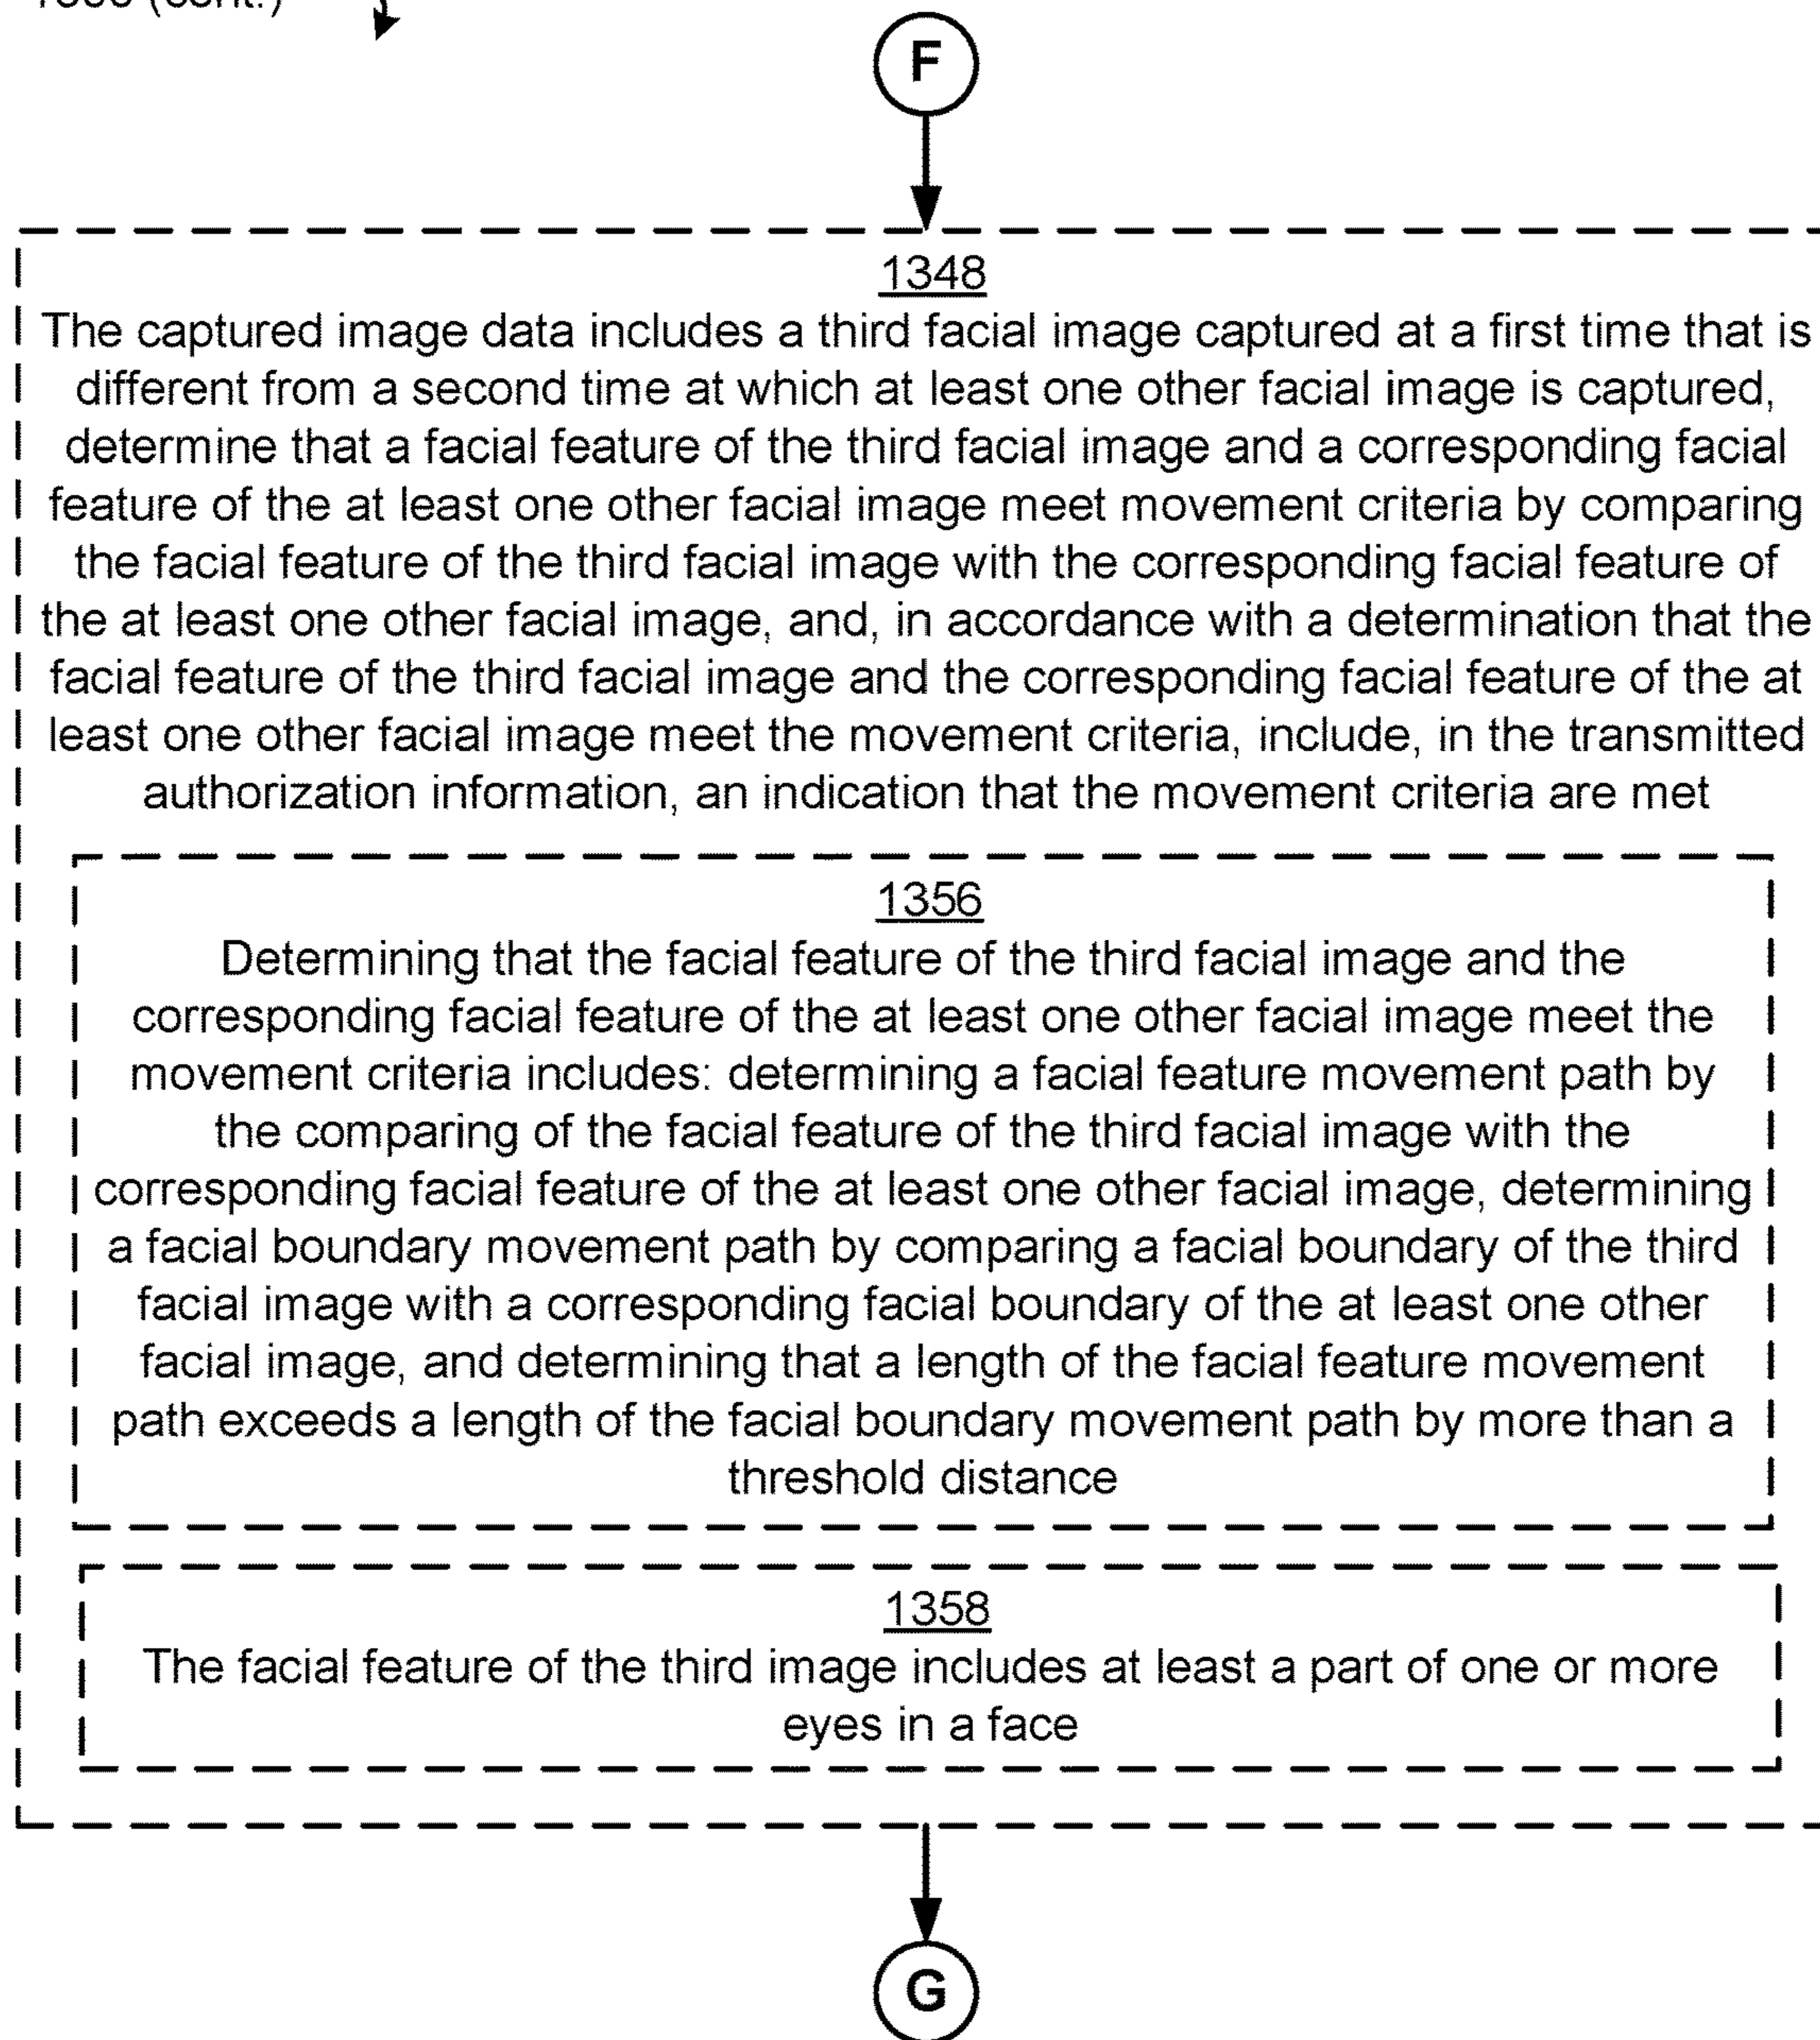 (cont.)
F
1348
The captured image data includes a third facial image captured at a first time that is
different from a second time at which at least one other facial image is captured,
determine that a facial feature of the third facial image and a corresponding facial
feature of the at least one other facial image meet movement criteria by comparing
the facial feature of the third facial image with the corresponding facial feature of
the at least one other facial image, and, in accordance with a determination that the
facial feature of the third facial image and the corresponding facial feature of the at
least one other facial image meet the movement criteria, include, in the transmitted
authorization information, an indication that the movement criteria are met
1356
Determining that the facial feature of the third facial image and the
corresponding facial feature of the at least one other facial image meet the
movement criteria includes: determining a facial feature movement path by
the comparing of the facial feature of the third facial image with the
corresponding facial feature of the at least one other facial image, determining
a facial boundary movement path by comparing a facial boundary of the third
facial image with a corresponding facial boundary of the at least one other
facial image, and determining that a length of the facial feature movement
path exceeds a length of the facial boundary movement path by more than a
threshold distance
1358
The facial feature of the third image includes at least a part of one or more
eyes in a face
G